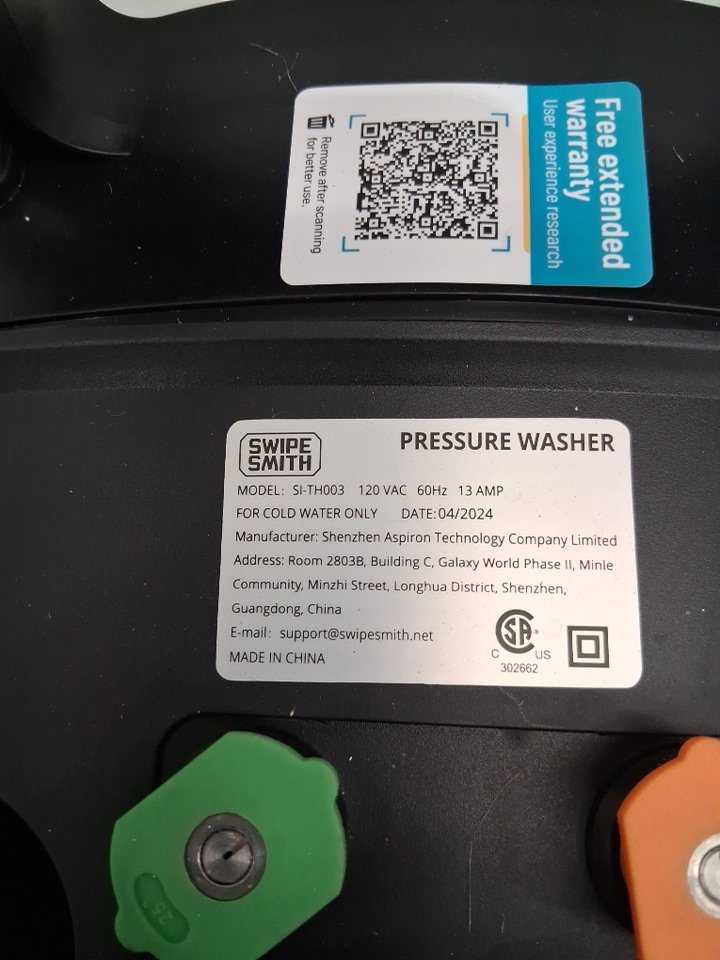 Free extended
warranty
User experience research
Remove after scanning
for better use.
SWIPE
SMITH
PRESSURE WASHER
MODEL: SI-TH003 120 VAC 60Hz 13 AMP
FOR COLD WATER ONLY DATE:04/2024
Manufacturer: Shenzhen Aspiron Technology Company Limited
Address: Room 2803B, Building C, Galaxy World Phase II, Minle
Community, Minzhi Street, Longhua District, Shenzhen,
Guangdong, China
E-mail: support@swipesmith.net
MADE IN CHINA
SA
C US
302662
25°